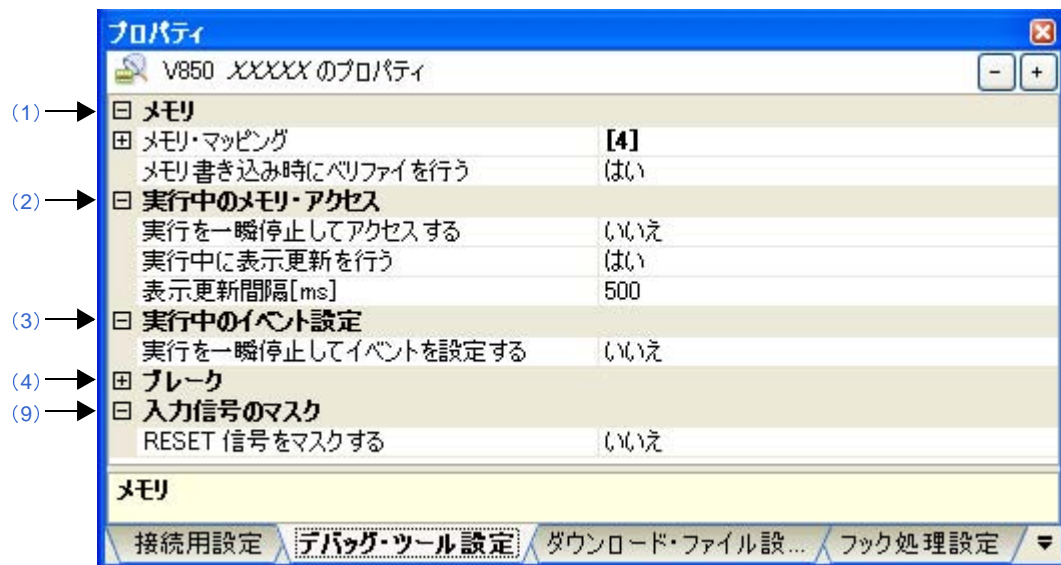 プロパティ
V850 XXXXX のプロパティ
- +
(1) メモリ
メモリ・マッピング [4]
メモリ書き込み時にベリファイを行う はい
(2) 実行中のメモリ・アクセス
実行を一瞬停止してアクセスする いいえ
実行中に表示更新を行う はい
表示更新間隔[ms] 500
(3) 実行中のイベント設定
実行を一瞬停止してイベントを設定する いいえ
(4) ブレーク
(9) 入力信号のマスク
RESET 信号をマスクする いいえ
メモリ
接続用設定 デバッグ・ツール設定 ダウンロード・ファイル設... フック処理設定